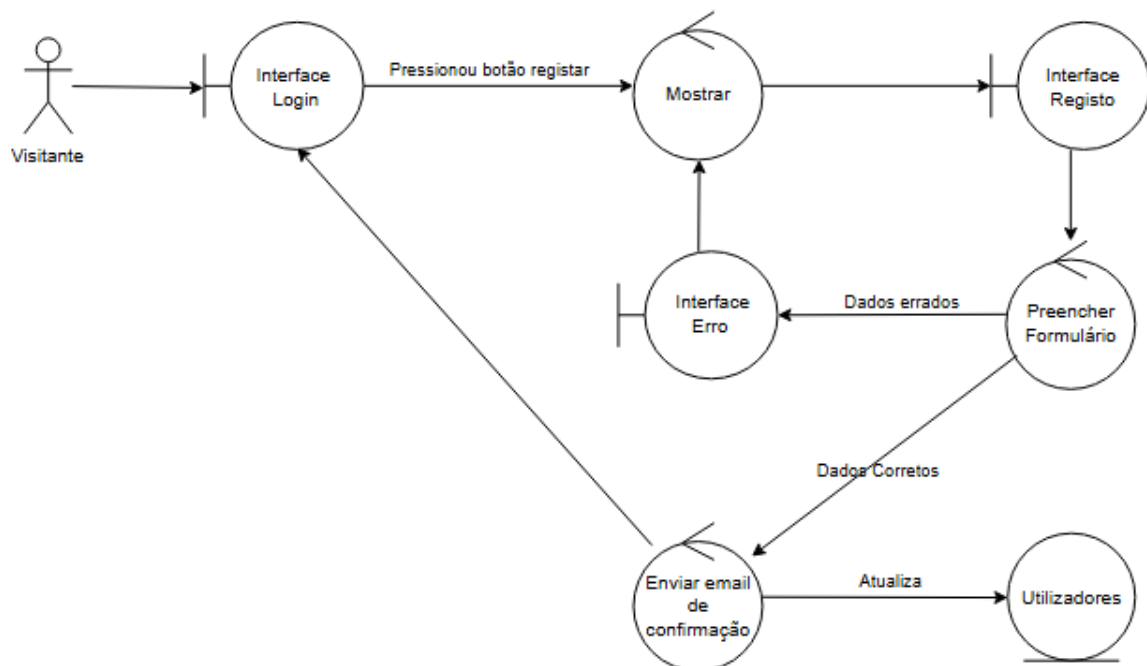 Interface
Login
Pressionou botão registar
Mostrar
Interface
Registo
Visitante
Interface
Erro
Dados errados
Preencher
Formulário
Dados Corretos
Enviar email
de
confirmação
Atualiza
Utilizadores